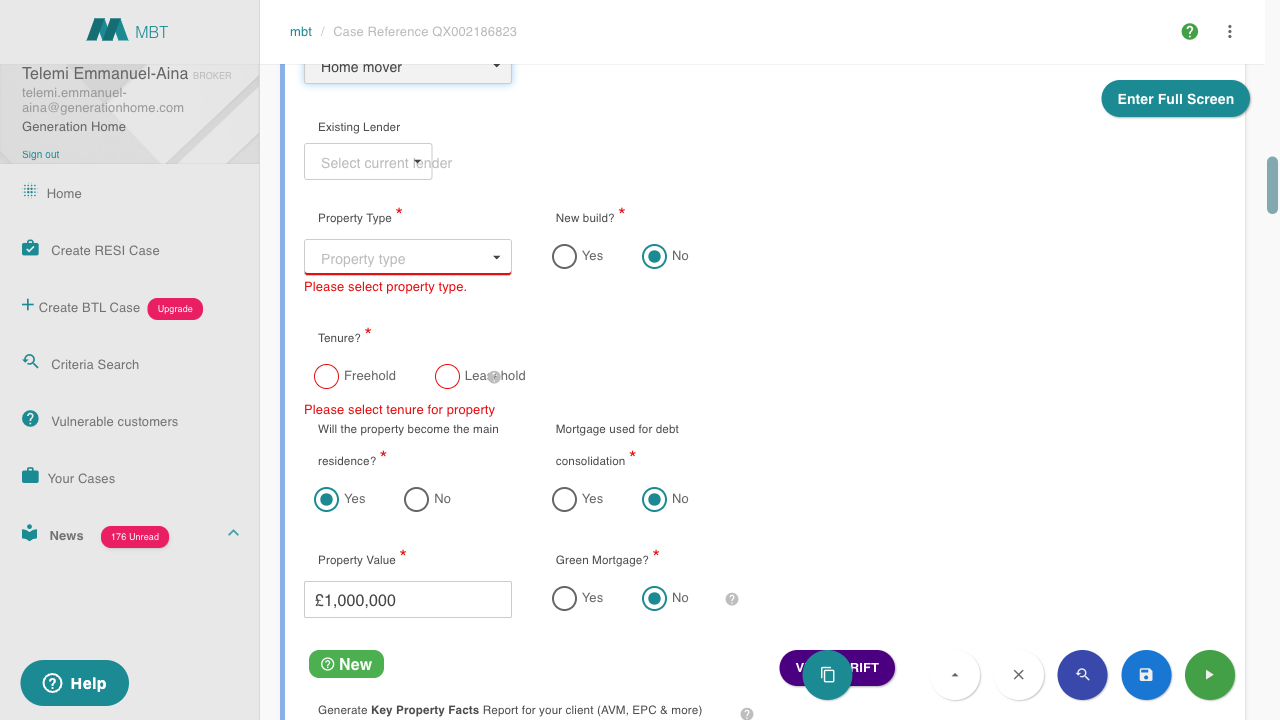 MBT
mbt / Case Reference QX002186823
Telemi Emmanuel-Aina BROKER
telemi.emmanuel-
aina@generationhome.com
Generation Home
Sign out
Home
Create RESI Case
Create BTL Case Upgrade
Criteria Search
Vulnerable customers
Your Cases
News 176 Unread
Help
Home mover
Enter Full Screen
Existing Lender
Select current lender
Property Type * New build? *
Property type Yes No
Please select property type.
Tenure? *
Freehold Leasehold
Please select tenure for property
Will the property become the main
residence? *
Mortgage used for debt
consolidation *
Yes No Yes No
Property Value * Green Mortgage? *
£1,000,000 Yes No
New
Generate Key Property Facts Report for your client (AVM, EPC & more)